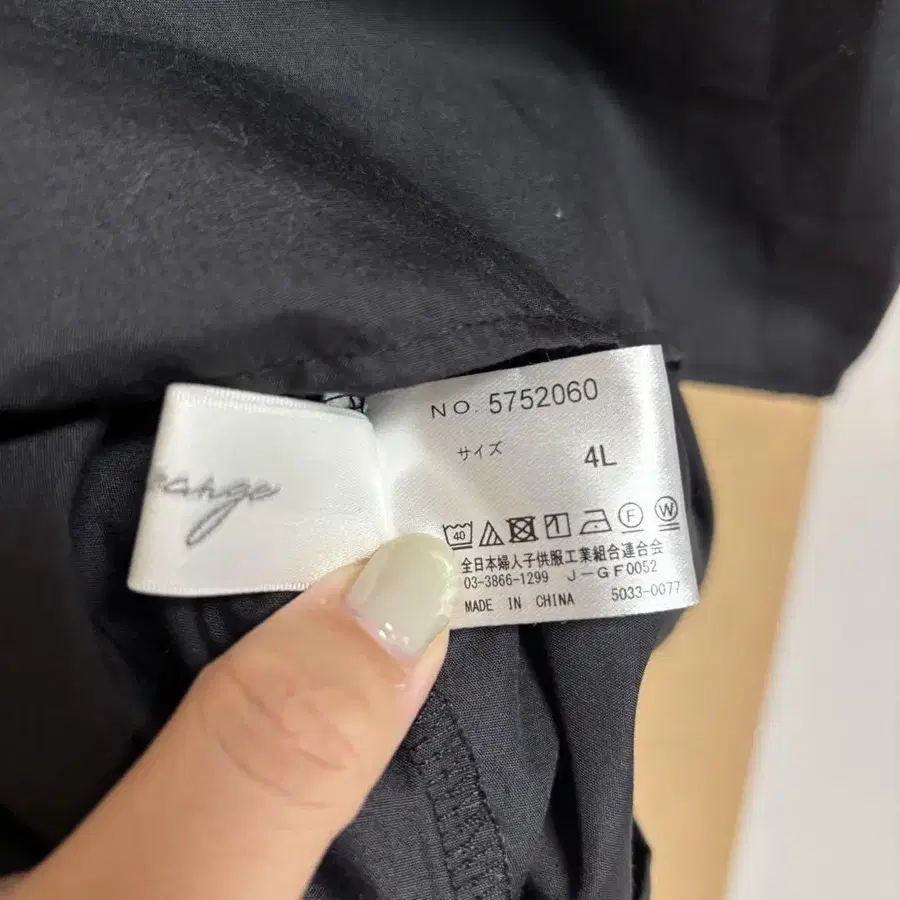 NO. 5752060
サイズ 4L
40 F W
全日本婦人子供服工業組合連合会
03-3866-1299 J-GF0052
MADE IN CHINA 5033-0077